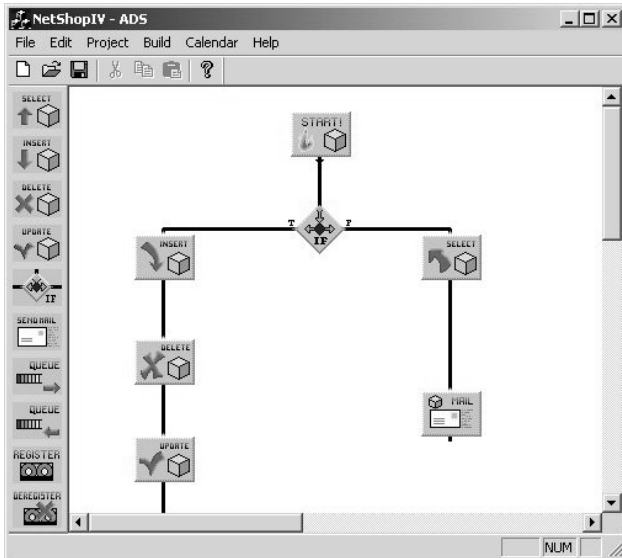 NetShopIV - ADS
File Edit Project Build Calendar Help
SELECT
INSERT
DELETE
UPDATE
IF
SEND MAIL
QUEUE
QUEUE
REGISTER
DEREGISTER
START!
T
F
IF
INSERT
SELECT
DELETE
MAIL
UPDATE
NUM